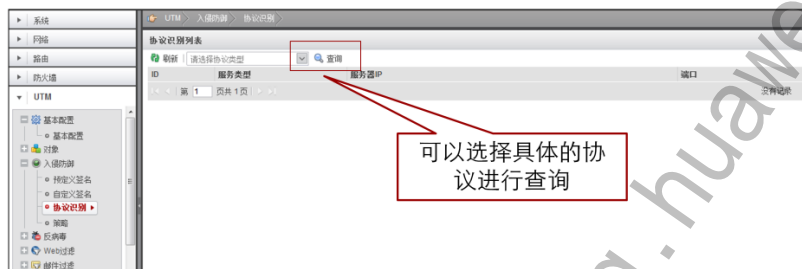 系统
网络
路由
防火墙
UTM
基本配置
基本配置
对象
入侵防御
预定义签名
自定义签名
协议识别
策略
反病毒
Web过滤
邮件过滤
UTM 入侵防御 协议识别
协议识别列表
刷新 请选择协议类型 查询
ID 服务类型 服务器IP 端口
第 1 页共 1 页 没有记录
可以选择具体的协
议进行查询
g.huawe